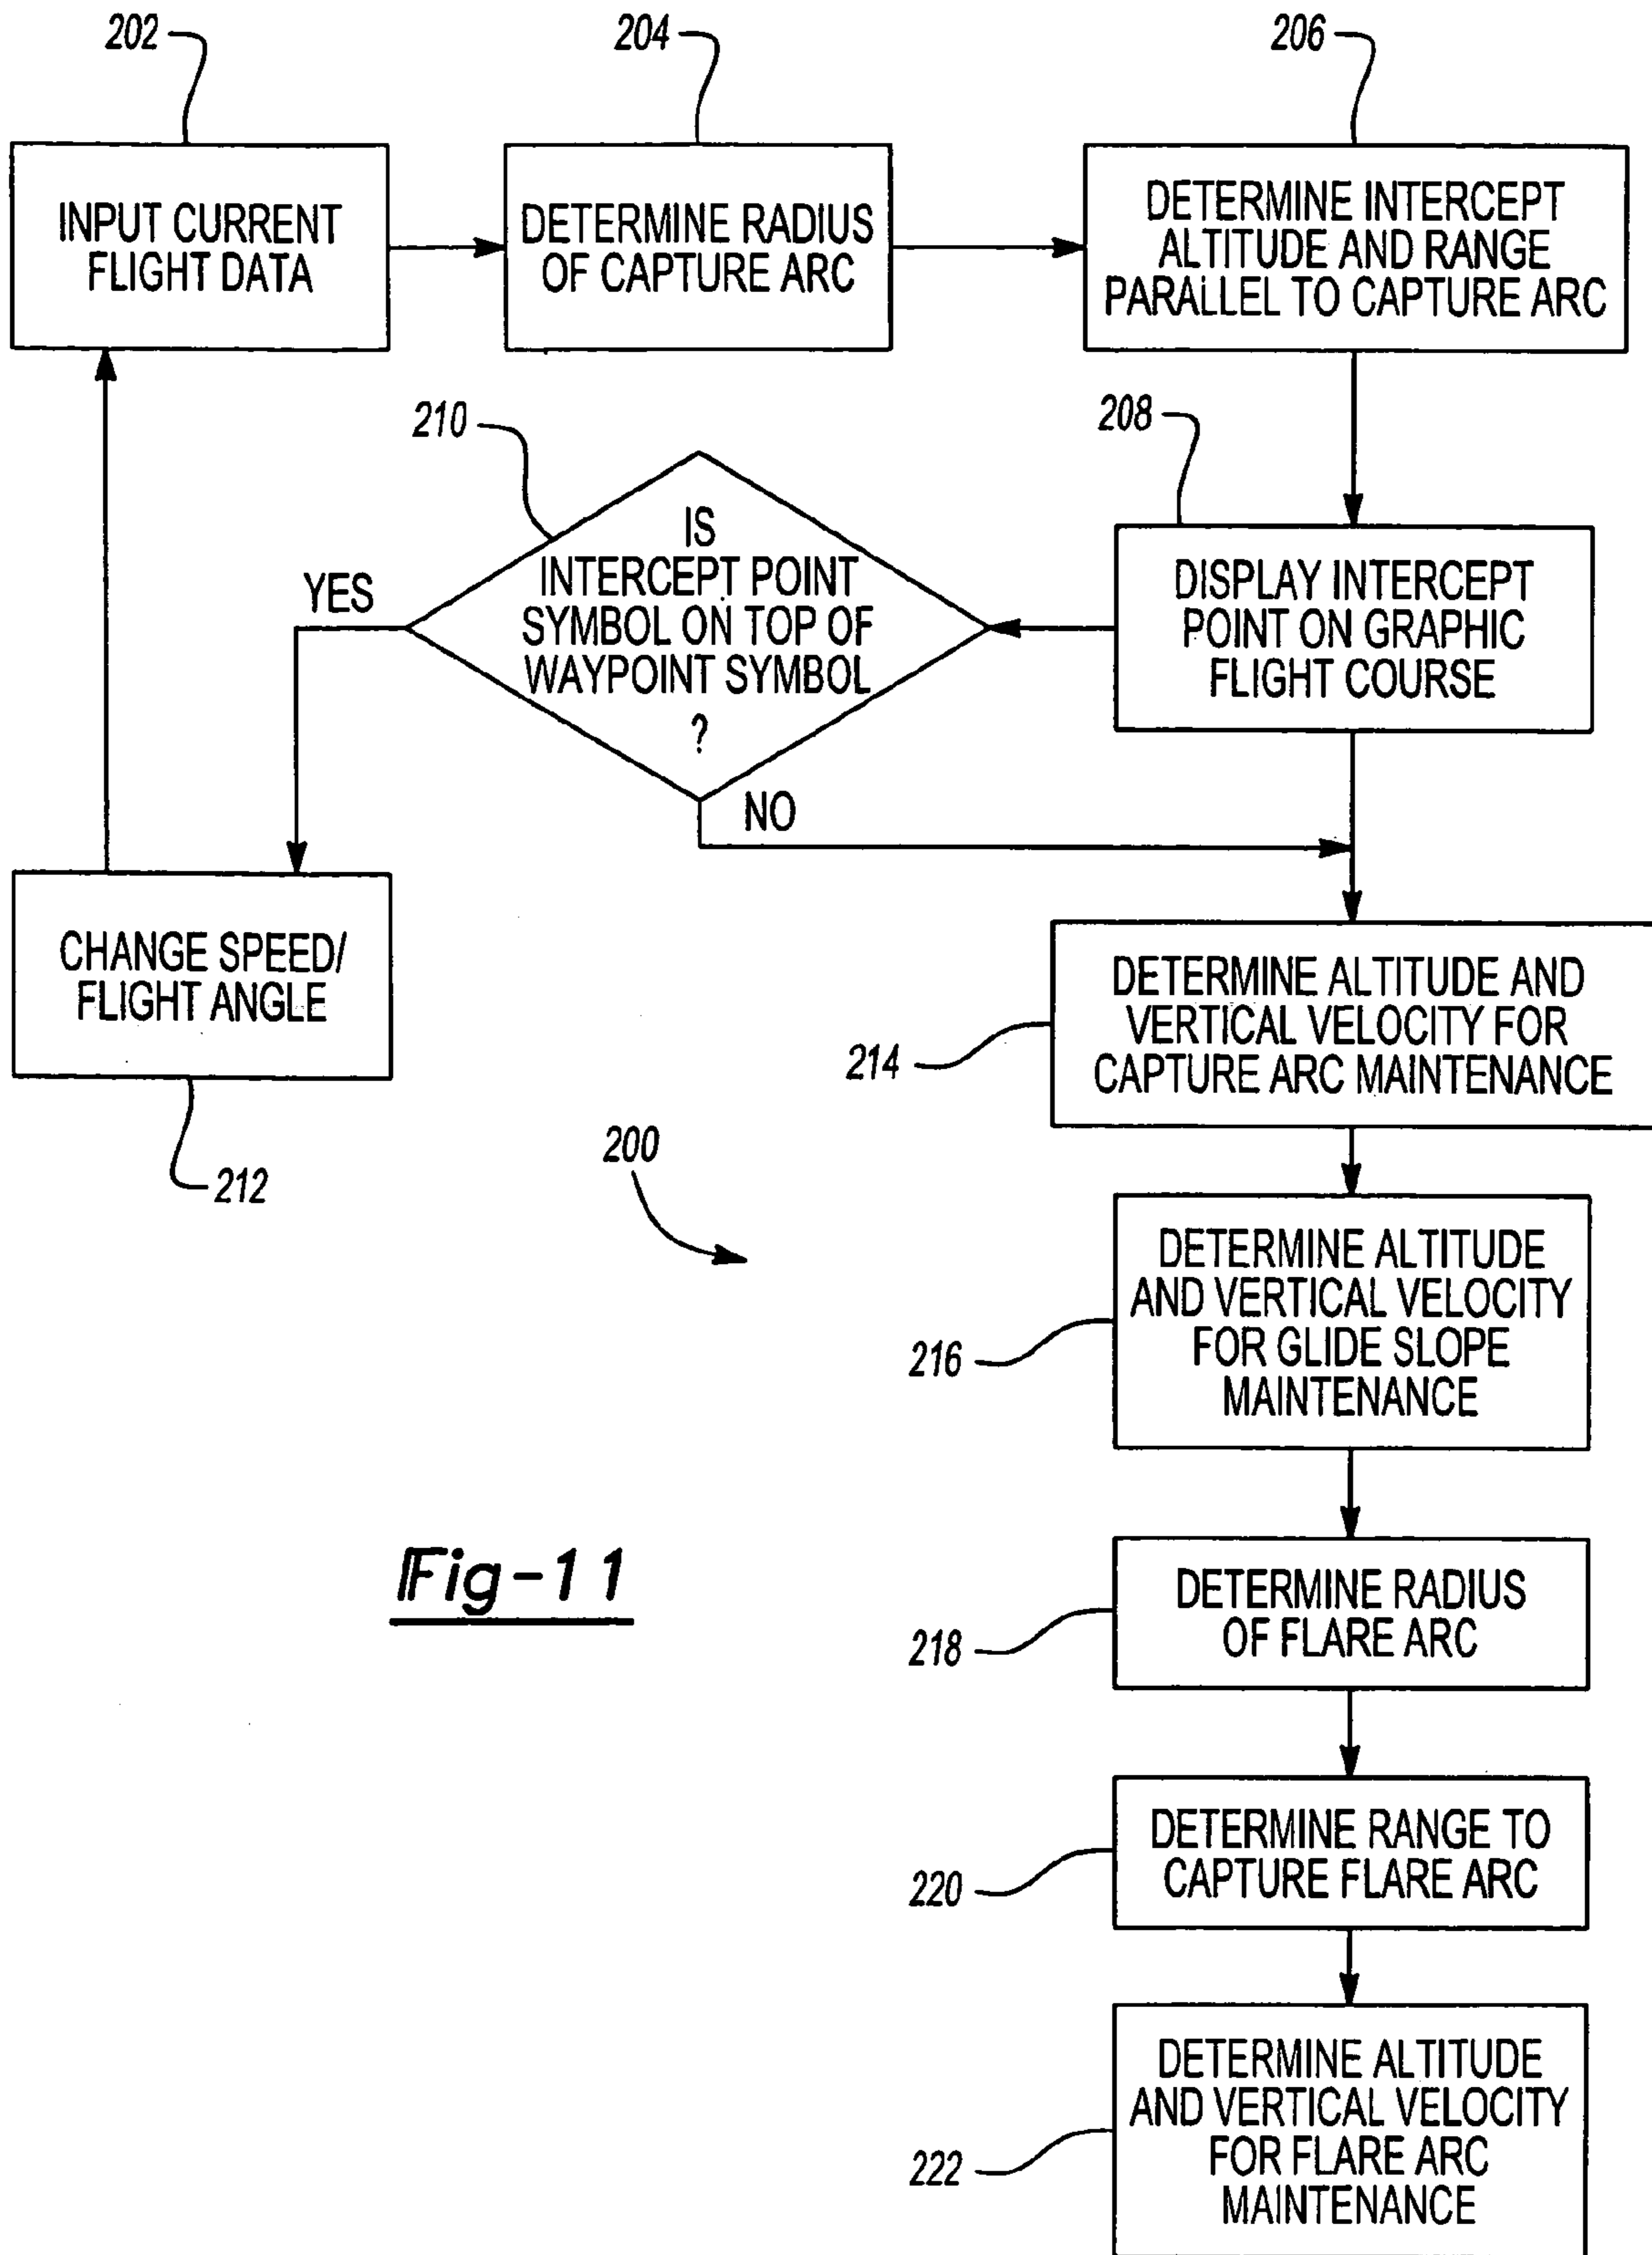 202
204
206
INPUT CURRENT
FLIGHT DATA
DETERMINE RADIUS
OF CAPTURE ARC
DETERMINE INTERCEPT
ALTITUDE AND RANGE
PARALLEL TO CAPTURE ARC
210
208
IS
INTERCEPT POINT
SYMBOL ON TOP OF
WAYPOINT SYMBOL
?
YES
NO
DISPLAY INTERCEPT
POINT ON GRAPHIC
FLIGHT COURSE
CHANGE SPEED/
FLIGHT ANGLE
212
DETERMINE ALTITUDE AND
VERTICAL VELOCITY FOR
CAPTURE ARC MAINTENANCE
214
200
DETERMINE ALTITUDE
AND VERTICAL VELOCITY
FOR GLIDE SLOPE
MAINTENANCE
216
Fig-11
DETERMINE RADIUS
OF FLARE ARC
218
DETERMINE RANGE TO
CAPTURE FLARE ARC
220
DETERMINE ALTITUDE
AND VERTICAL VELOCITY
FOR FLARE ARC
MAINTENANCE
222